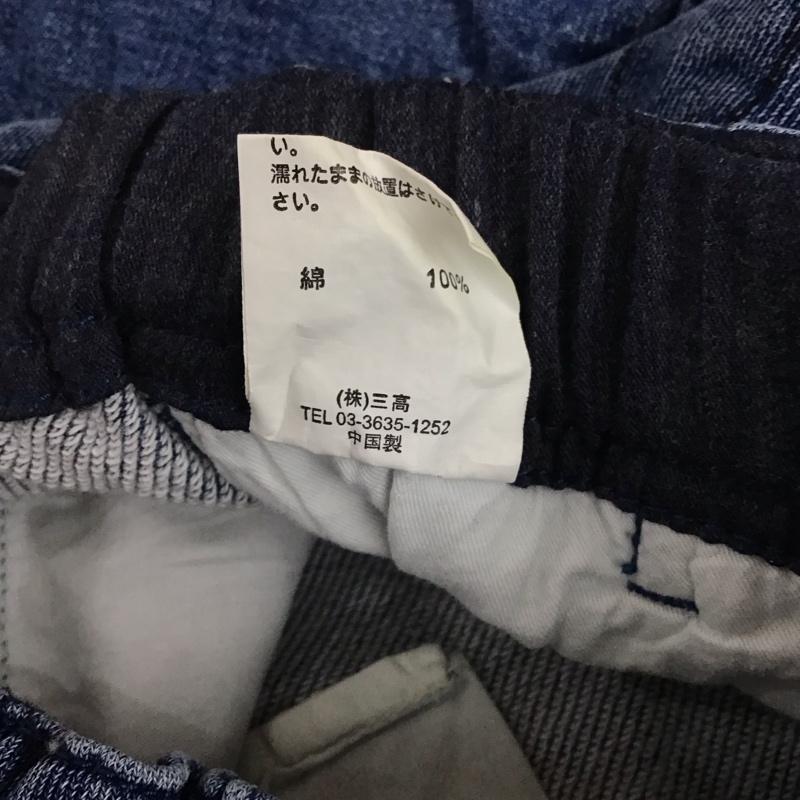 い。
濡れたままの放置はさい
さい。
綿 100%
(株)三高
TEL 03-3635-1252
中国製